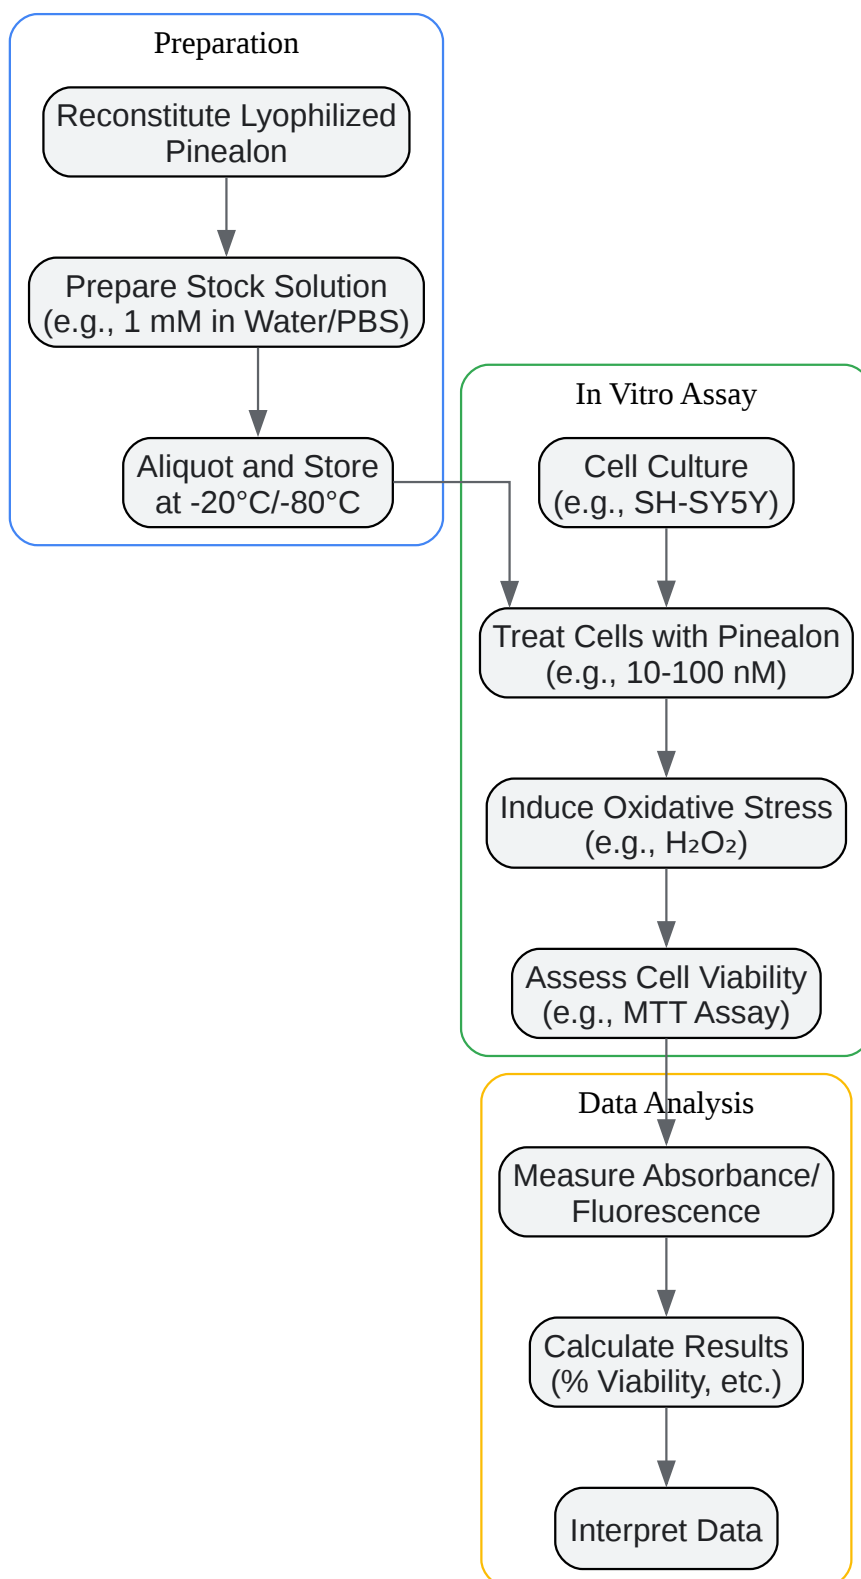 Preparation
Reconstitute Lyophilized
Pinealon
Prepare Stock Solution
(e.g., 1 mM in Water/PBS)
Aliquot and Store
at -20°C/-80°C
In Vitro Assay
Cell Culture
(e.g., SH-SY5Y)
Treat Cells with Pinealon
(e.g., 10-100 nM)
Induce Oxidative Stress
(e.g., H₂O₂)
Assess Cell Viability
(e.g., MTT Assay)
Data Analysis
Measure Absorbance/
Fluorescence
Calculate Results
(% Viability, etc.)
Interpret Data